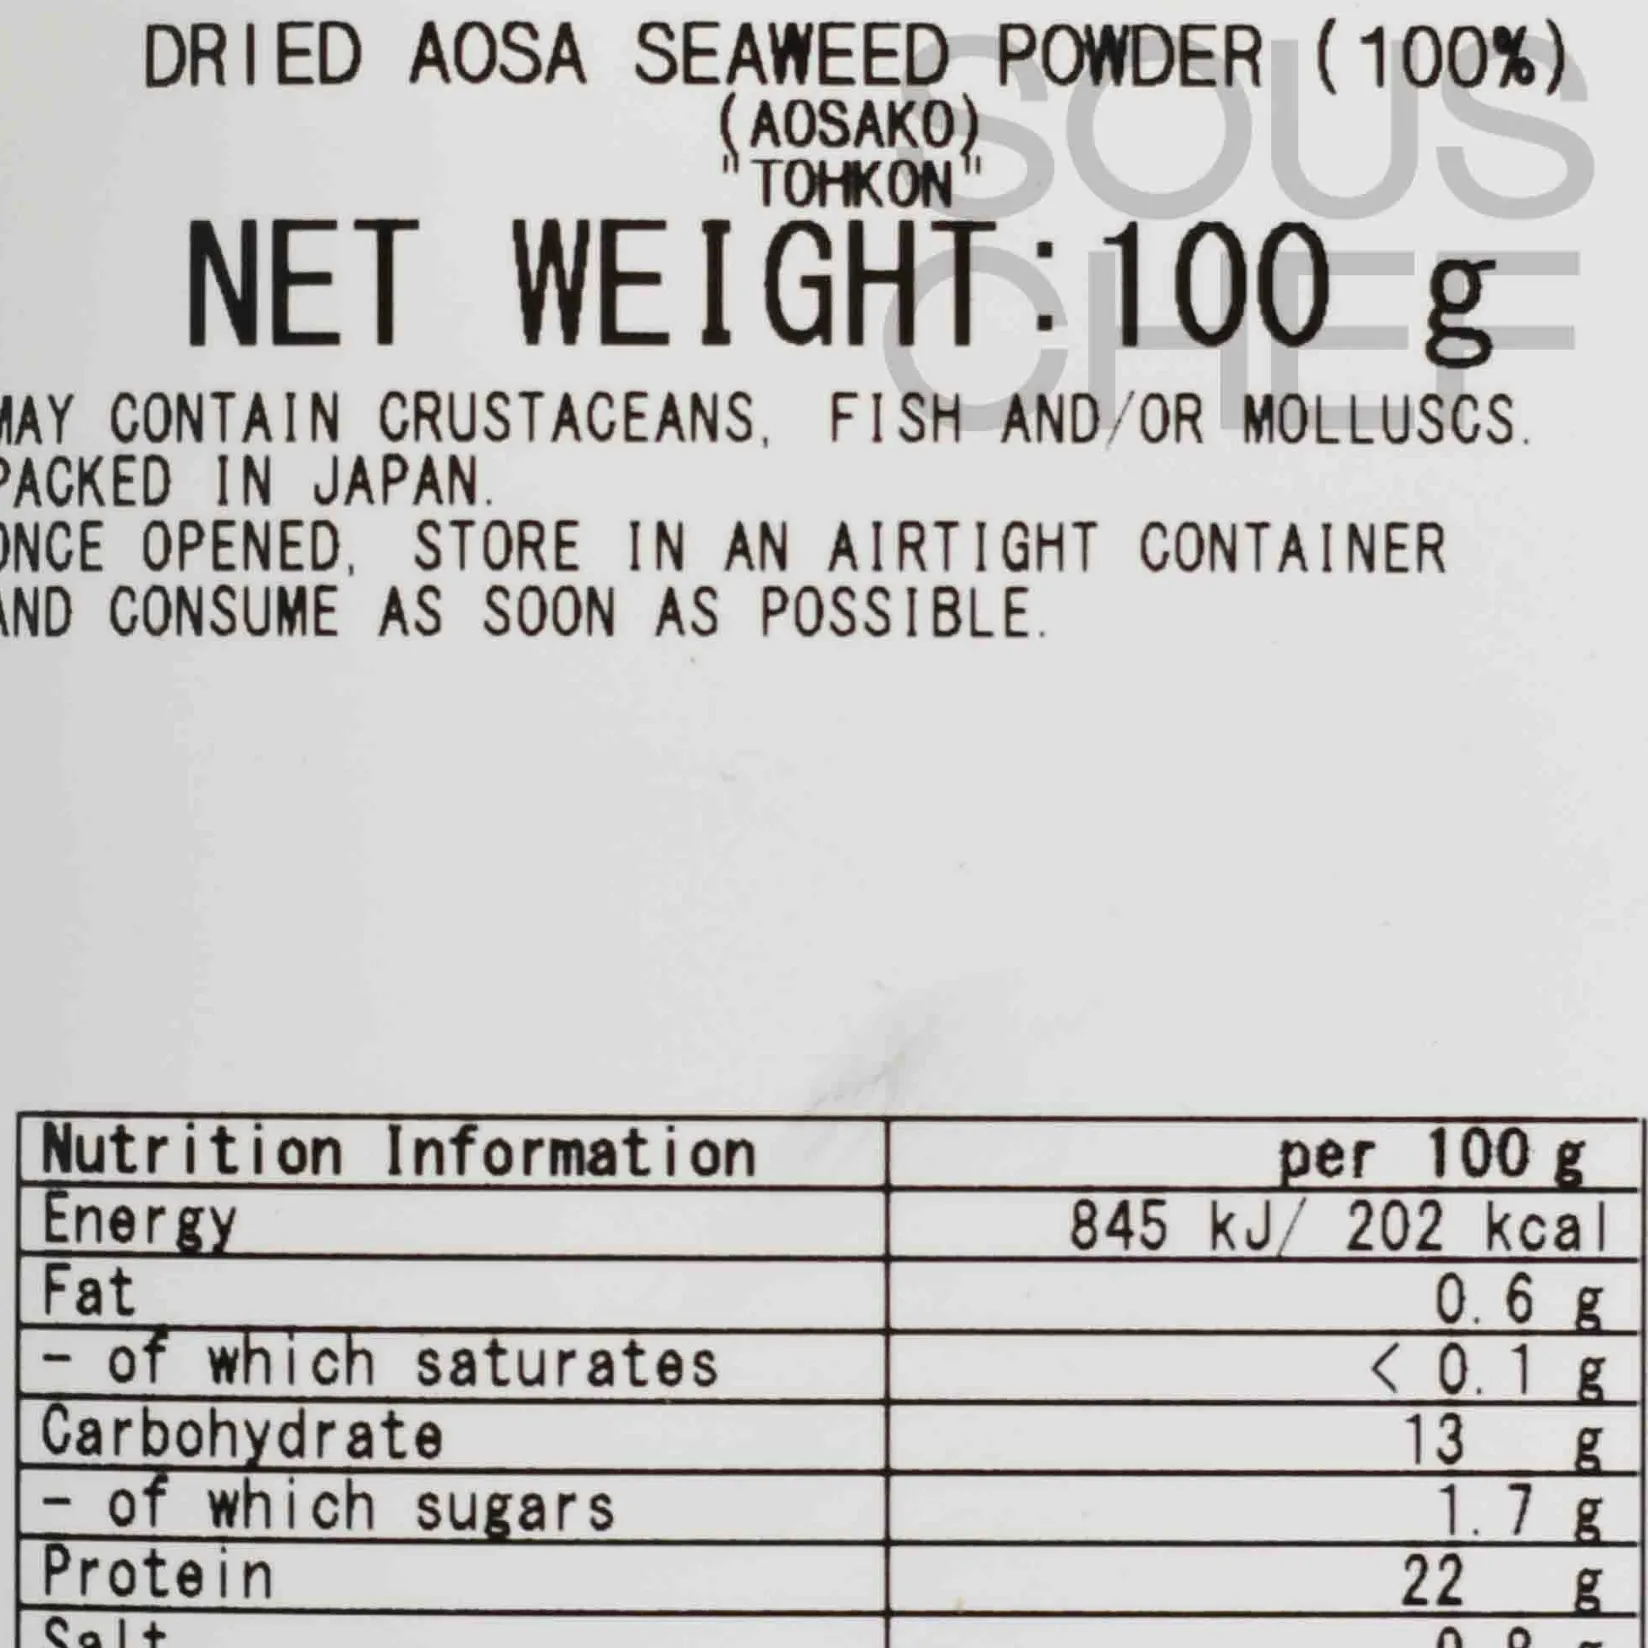 DRIED AOSA SEAWEED POWDER (100%)
(AOSAKO)
"TOHKON"
NET WEIGHT:100 g
SOUS
CHEF
MAY CONTAIN CRUSTACEANS, FISH AND/OR MOLLUSCS.
PACKED IN JAPAN.
ONCE OPENED, STORE IN AN AIRTIGHT CONTAINER
AND CONSUME AS SOON AS POSSIBLE.
Nutrition Information per 100 g
Energy 845 kJ/ 202 kcal
Fat 0.6 g
- of which saturates < 0.1 g
Carbohydrate 13 g
- of which sugars 1.7 g
Protein 22 g
Salt